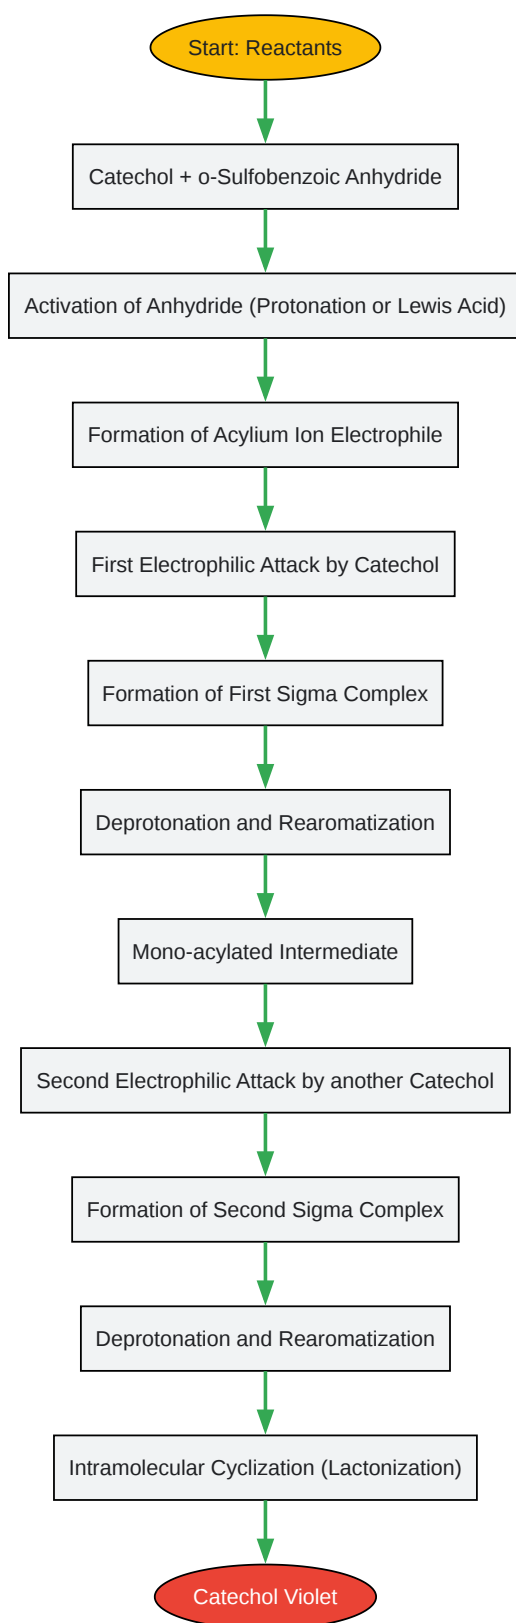 Start: Reactants
Catechol + o-Sulfobenzoic Anhydride
Activation of Anhydride (Protonation or Lewis Acid)
Formation of Acylium Ion Electrophile
First Electrophilic Attack by Catechol
Formation of First Sigma Complex
Deprotonation and Rearomatization
Mono-acylated Intermediate
Second Electrophilic Attack by another Catechol
Formation of Second Sigma Complex
Deprotonation and Rearomatization
Intramolecular Cyclization (Lactonization)
Catechol Violet